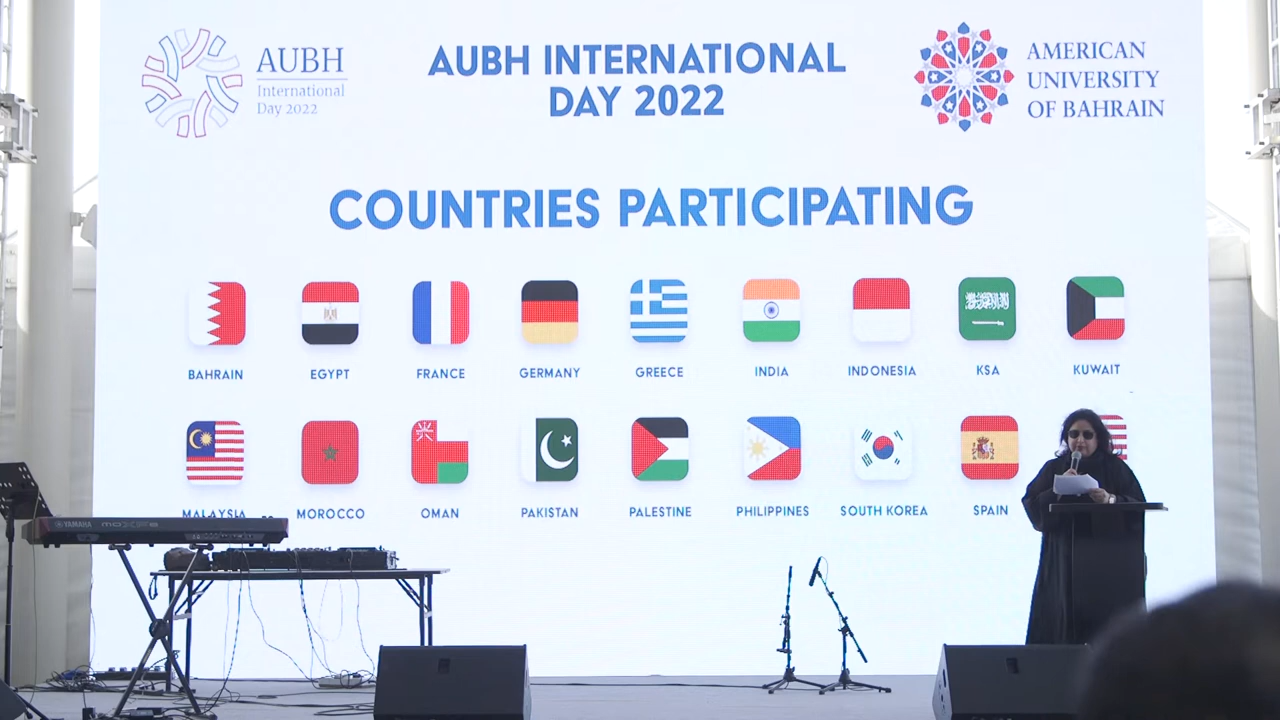 AUBH
International
Day 2022
AUBH INTERNATIONAL
DAY 2022
AMERICAN
UNIVERSITY
OF BAHRAIN
COUNTRIES PARTICIPATING
BAHRAIN EGYPT FRANCE GERMANY GREECE INDIA INDONESIA KSA KUWAIT
MALAYSIA MOROCCO OMAN PAKISTAN PALESTINE PHILIPPINES SOUTH KOREA SPAIN
YAMAHA